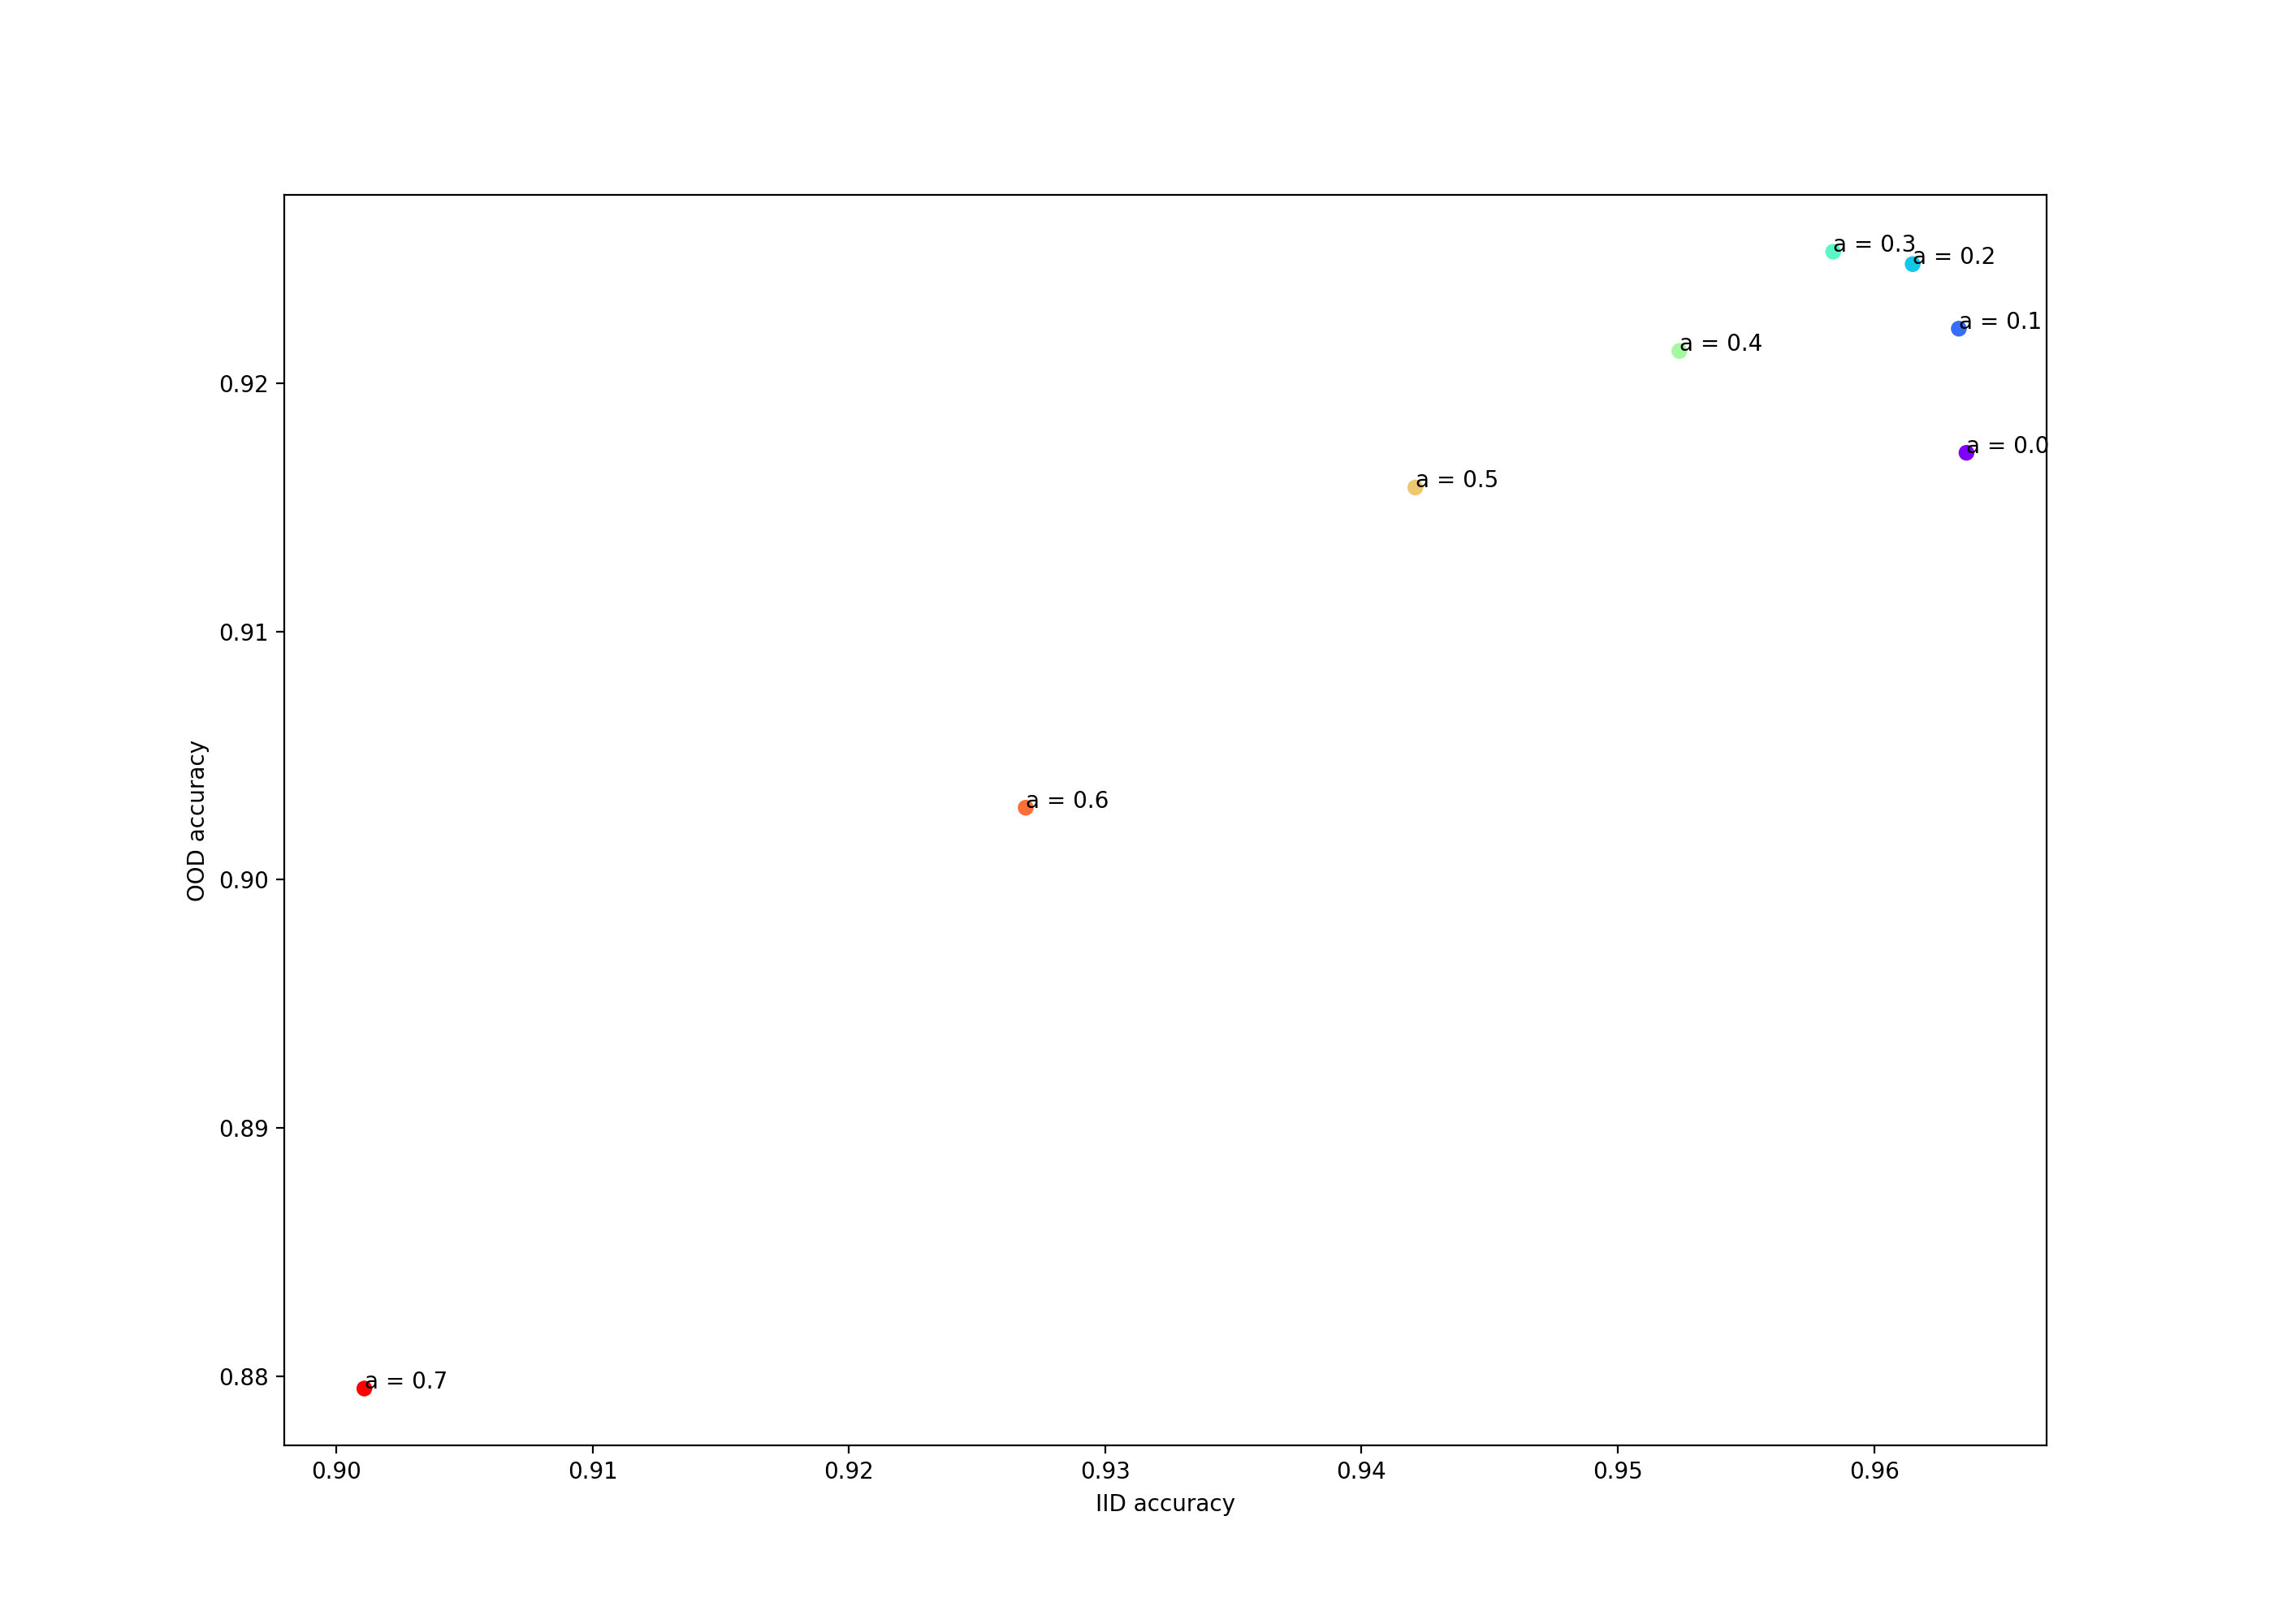 a = 0.3
a = 0.2
a = 0.1
a = 0.4
0.92
a = 0.0
a = 0.5
0.91
OOD accuracy
a = 0.6
0.90
0.89
0.88
a = 0.7
0.90 0.91 0.92 0.93 0.94 0.95 0.96
IID accuracy